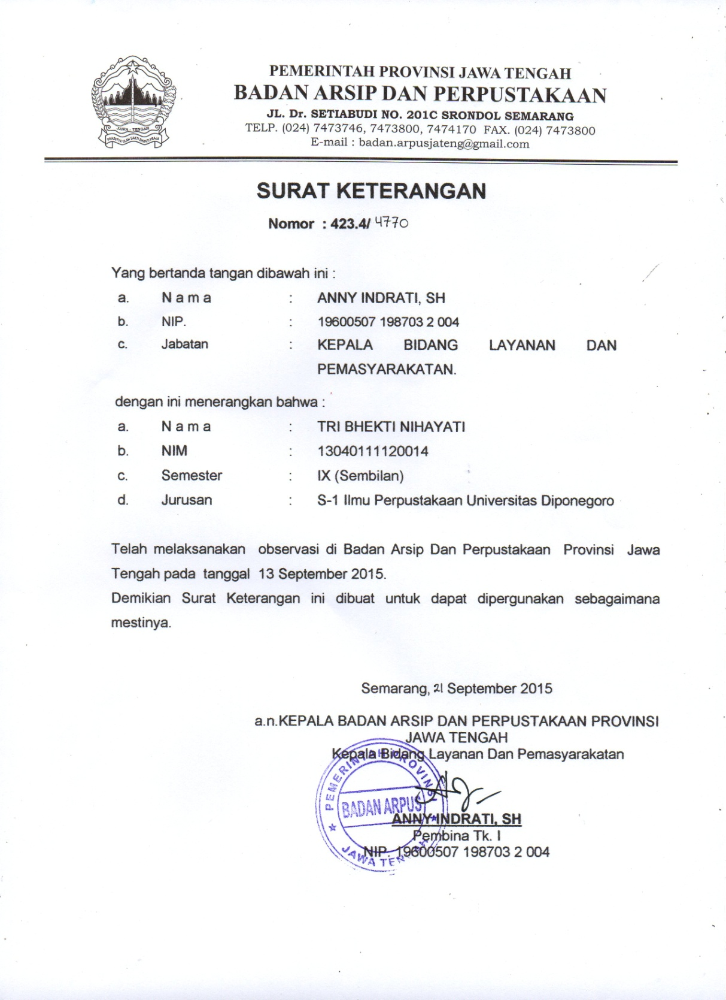 PEMERINTAH PROVINSI JAWA TENGAH
BADAN ARSIP DAN PERPUSTAKAAN
JL. Dr. SETIABUDI NO. 201C SRONDOL SEMARANG
TELP. (024) 7473746, 7473800, 7474170 FAX. (024) 7473800
E-mail : badan.arpusjateng@gmail.com
JAWA - TENGAH
PRASETYA ULAH SAKTI BHAKTI PRAJA
SURAT KETERANGAN
Nomor : 423.4/ 4770
Yang bertanda tangan dibawah ini :
a. N a m a : ANNY INDRATI, SH
b. NIP. : 19600507 198703 2 004
c. Jabatan : KEPALA BIDANG LAYANAN DAN
PEMASYARAKATAN.
dengan ini menerangkan bahwa :
a. N a m a : TRI BHEKTI NIHAYATI
b. NIM : 13040111120014
c. Semester : IX (Sembilan)
d. Jurusan : S-1 Ilmu Perpustakaan Universitas Diponegoro
Telah melaksanakan observasi di Badan Arsip Dan Perpustakaan Provinsi Jawa
Tengah pada tanggal 13 September 2015.
Demikian Surat Keterangan ini dibuat untuk dapat dipergunakan sebagaimana
mestinya.
Semarang, 21 September 2015
a.n.KEPALA BADAN ARSIP DAN PERPUSTAKAAN PROVINSI
JAWA TENGAH
Kepala Bidang Layanan Dan Pemasyarakatan
PEMERINTAH PROVINSI
BADAN ARPUS
JAWA TENGAH
ANNY INDRATI, SH
Pembina Tk. I
NIP. 19600507 198703 2 004